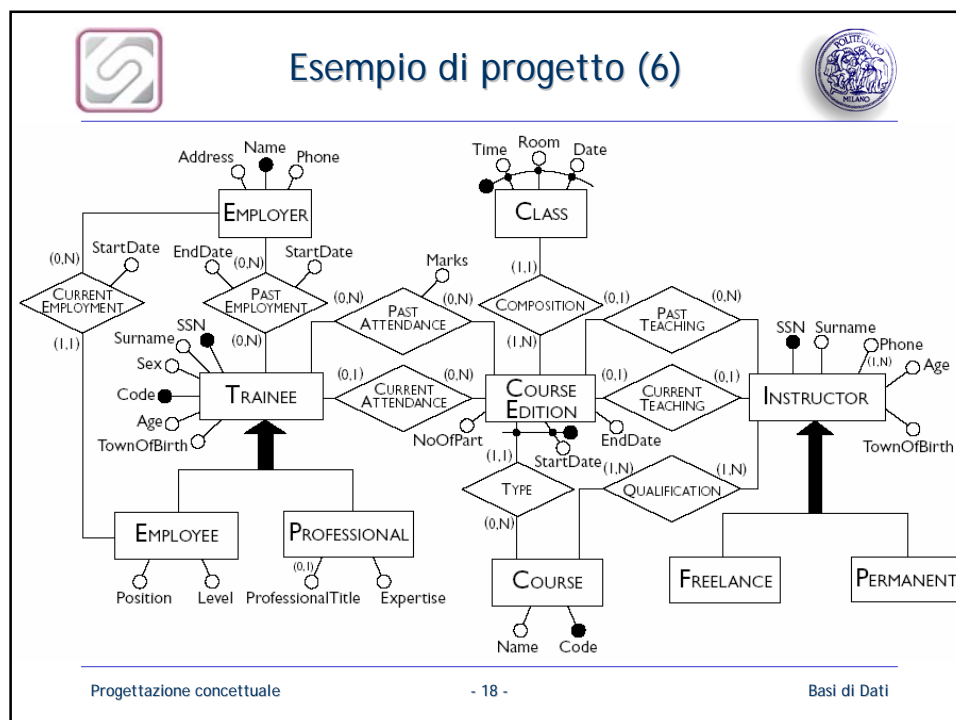 Esempio di progetto (6)
POLITECNICO
MILANO
Name
Address
Phone
EMPLOYER
Time
Room
Date
CLASS
(0,N)
StartDate
EndDate
(0,N)
StartDate
CURRENT
EMPLOYMENT
PAST
EMPLOYMENT
(1,1)
(0,N)
Marks
(0,N)
PAST
ATTENDANCE
(0,N)
(1,1)
COMPOSITION
(1,N)
(0,1)
PAST
TEACHING
(0,N)
SSN
Surname
Sex
Code
Age
TownOfBirth
TRAINEE
(0,1)
CURRENT
ATTENDANCE
(0,N)
COURSE
EDITION
(0,1)
CURRENT
TEACHING
(0,1)
SSN
Surname
Phone
(1,N)
Age
INSTRUCTOR
TownOfBirth
NoOfPart
StartDate
EndDate
(1,1)
TYPE
(0,N)
(1,N)
QUALIFICATION
(1,N)
EMPLOYEE
Position
Level
PROFESSIONAL
(0,1)
ProfessionalTitle
Expertise
COURSE
Name
Code
FREELANCE
PERMANENT
Progettazione concettuale
- 18 -
Basi di Dati